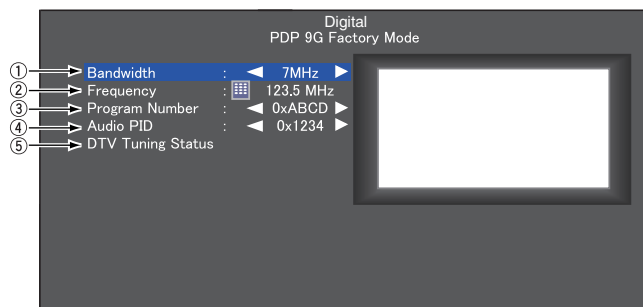 Digital
PDP 9G Factory Mode
① Bandwidth : ◀ 7MHz ▶
② Frequency : 123.5 MHz
③ Program Number : ◀ 0xABCD ▶
④ Audio PID : ◀ 0x1234 ▶
⑤ DTV Tuning Status